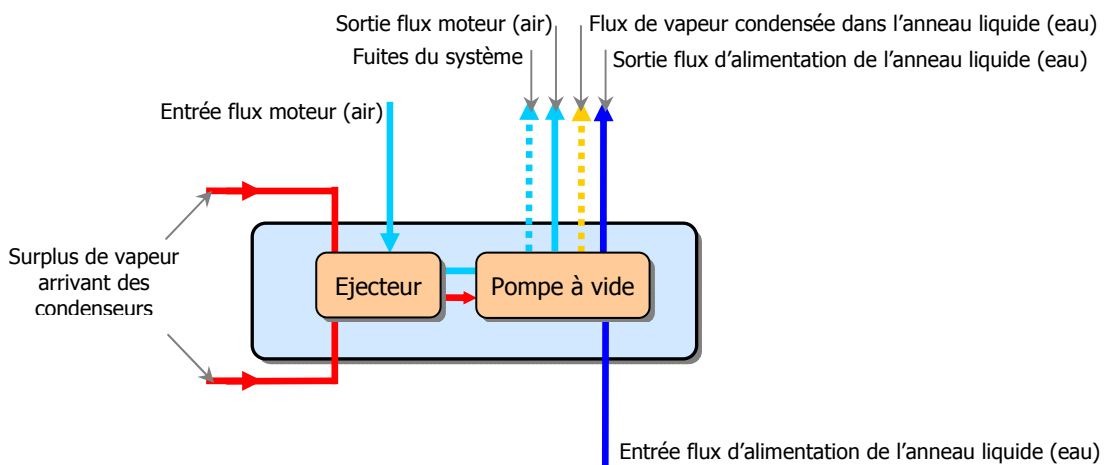 Sortie flux moteur (air)
Flux de vapeur condensée dans l’anneau liquide (eau)
Fuites du système
Sortie flux d’alimentation de l’anneau liquide (eau)
Entrée flux moteur (air)
Surplus de vapeur
arrivant des
condenseurs
Ejecteur
Pompe à vide
Entrée flux d’alimentation de l’anneau liquide (eau)